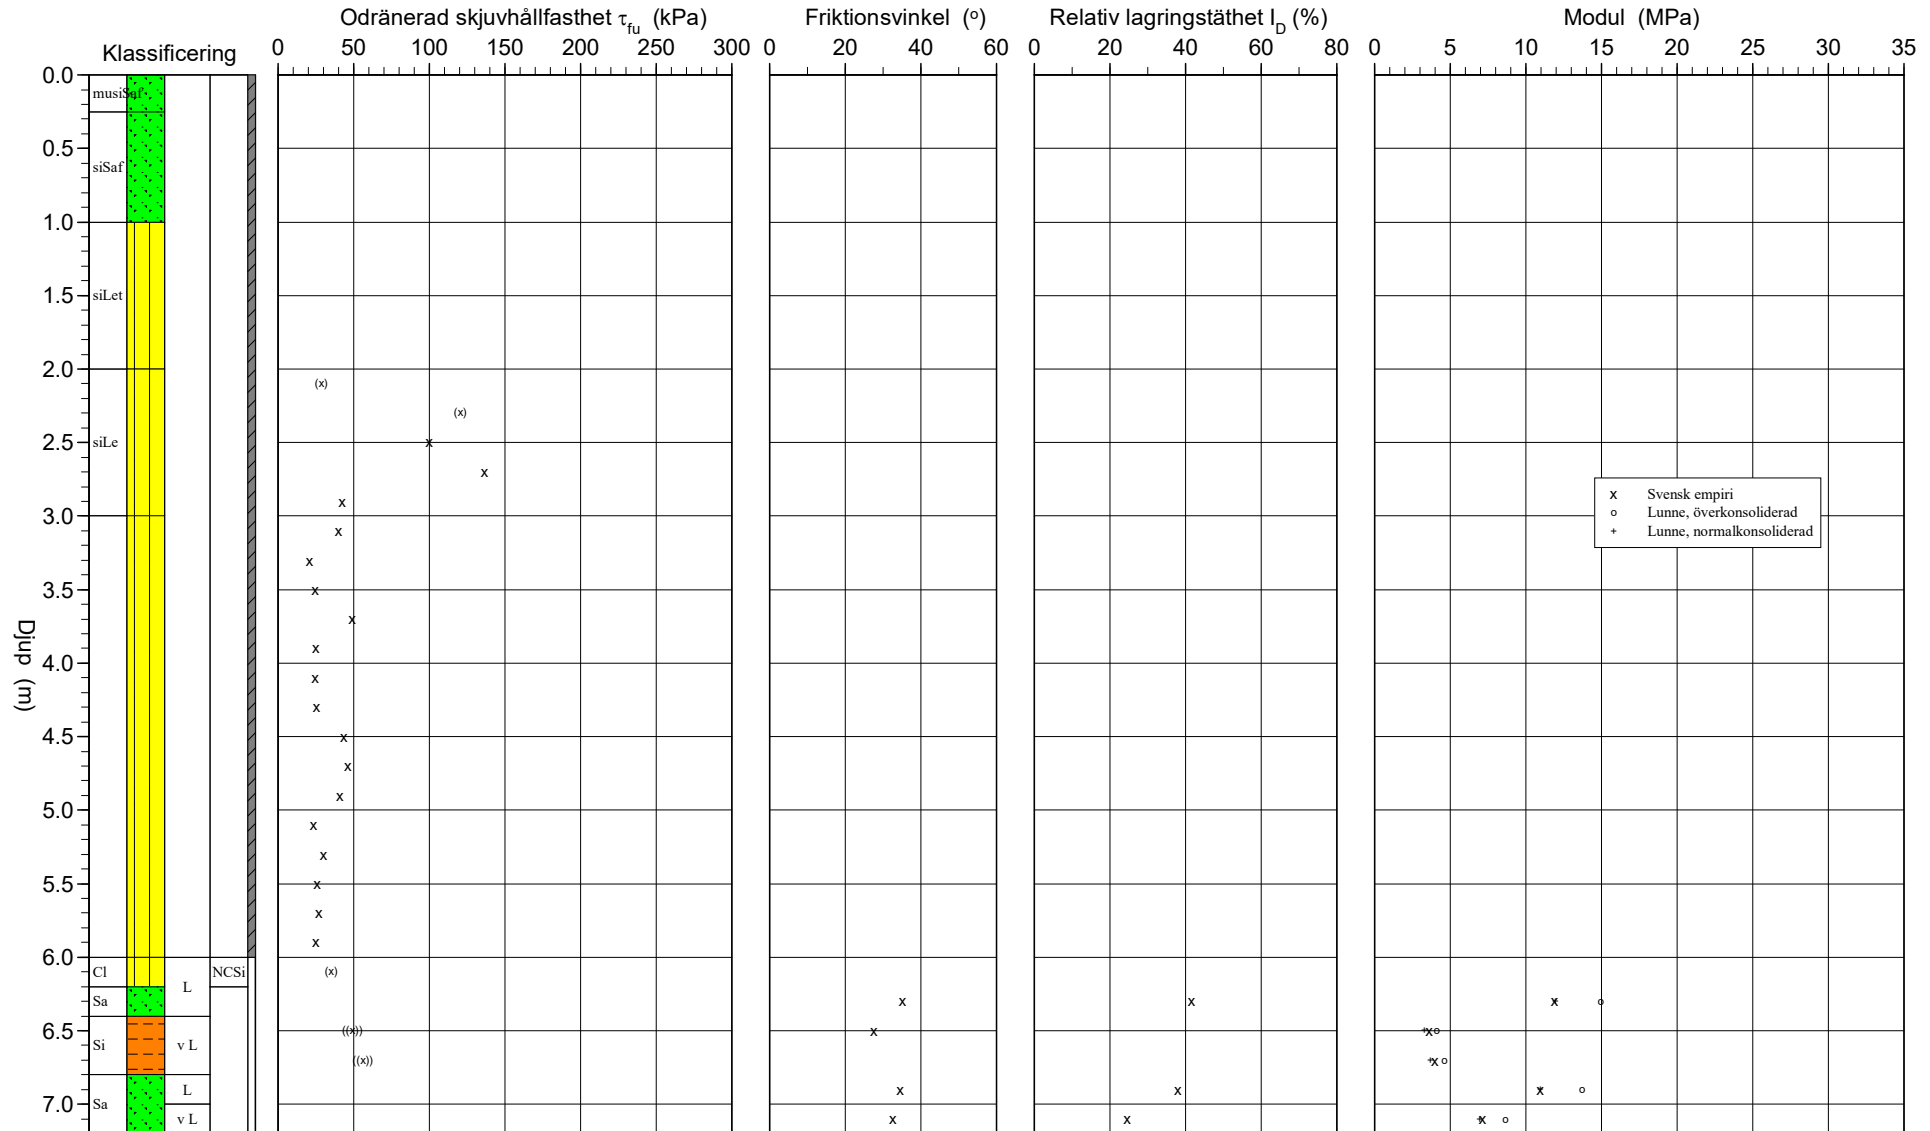 Odränerad skjuvhållfasthet τfu (kPa)
Friktionsvinkel (o)
Relativ lagringstäthet ID (%)
Modul (MPa)
Klassificering
0 50 100 150 200 250 300
0 20 40 60
0 20 40 60 80
0 5 10 15 20 25 30 35
Djup (m)
0.0
musiSaf
0.5
siSaf
1.0
siLet
1.5
2.0
(x)
(x)
siLe
2.5
x
x
x
3.0
x
x
3.5
x
x
x
4.0
x
x
4.5
x
x
x
5.0
x
x
5.5
x
x
x
6.0
Cl
L
NCSi
(x)
Sa
6.5
((x))
Si
v L
((x))
L
7.0
Sa
v L
x Svensk empiri
o Lunne, överkonsoliderad
+ Lunne, normalkonsoliderad